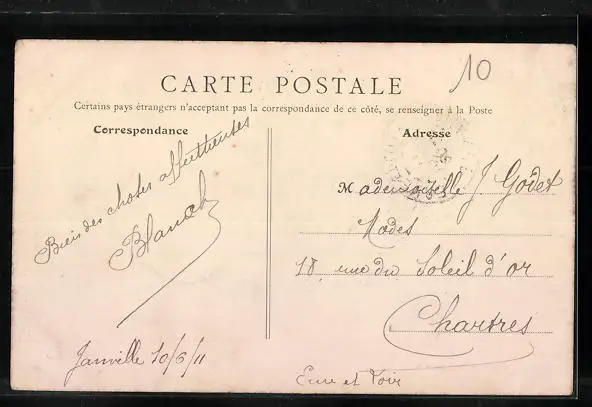 10
CARTE POSTALE
Certains pays étrangers n'acceptant pas la correspondance de ce côté, se renseigner à la Poste
Correspondance
Adresse
Bien des choses affectueuses
Blanch
Janville 10/6/11
Mademoiselle J Godet
Modes
18 rue du Soleil d'or
Chartres
Eure et Loir